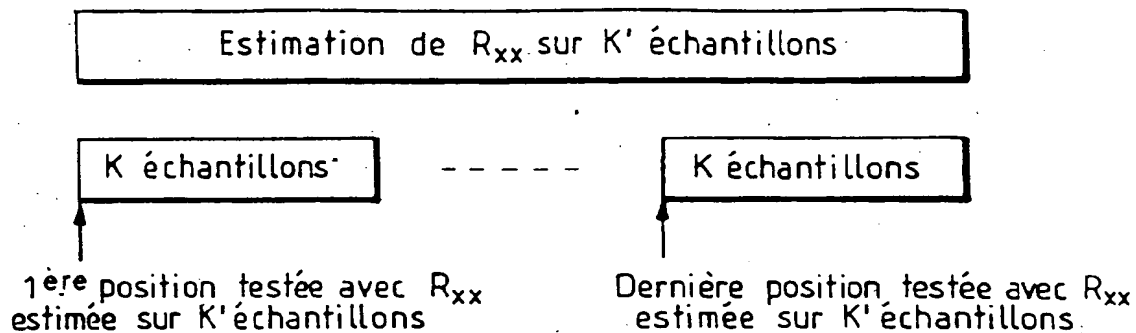 Estimation de Rxx sur K' échantillons
K échantillons
K échantillons
1ère position testée avec Rxx
estimée sur K' échantillons
Dernière position testée avec Rxx
estimée sur K' échantillons